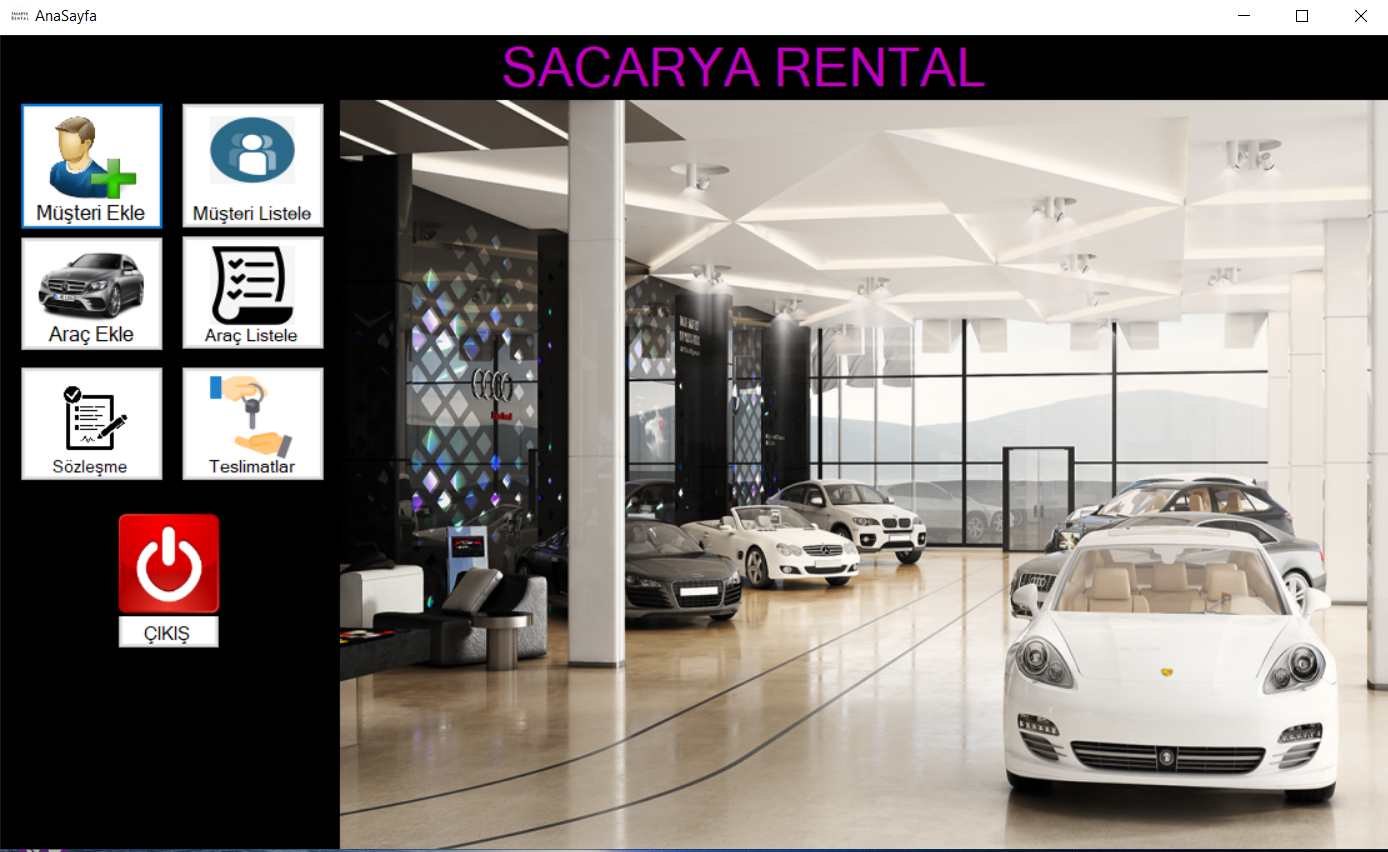 AnaSayfa
SACARYA RENTAL
Müşteri Ekle
Müşteri Listele
Araç Ekle
Araç Listele
Sözleşme
Teslimatlar
ÇIKIŞ